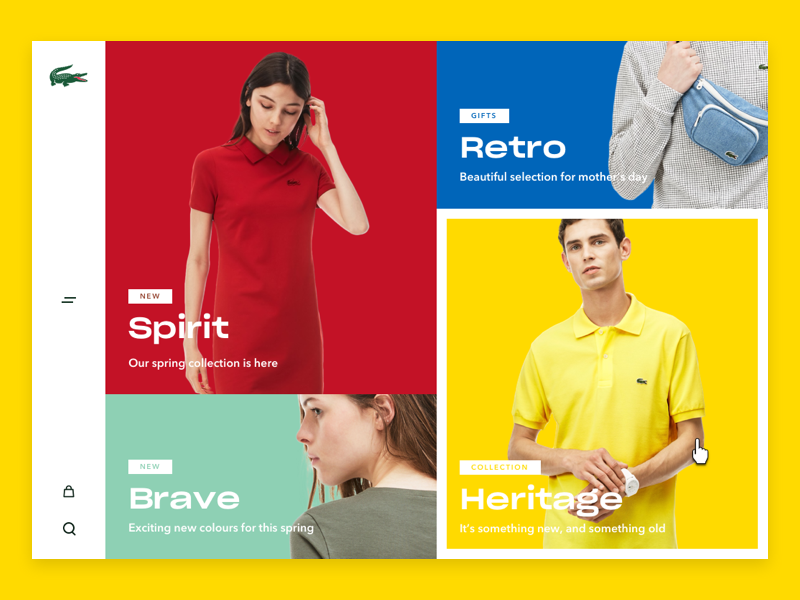 NEW
Spirit
Our spring collection is here
NEW
Brave
Exciting new colours for this spring
GIFTS
Retro
Beautiful selection for mother's day
COLLECTION
Heritage
It's something new, and something old